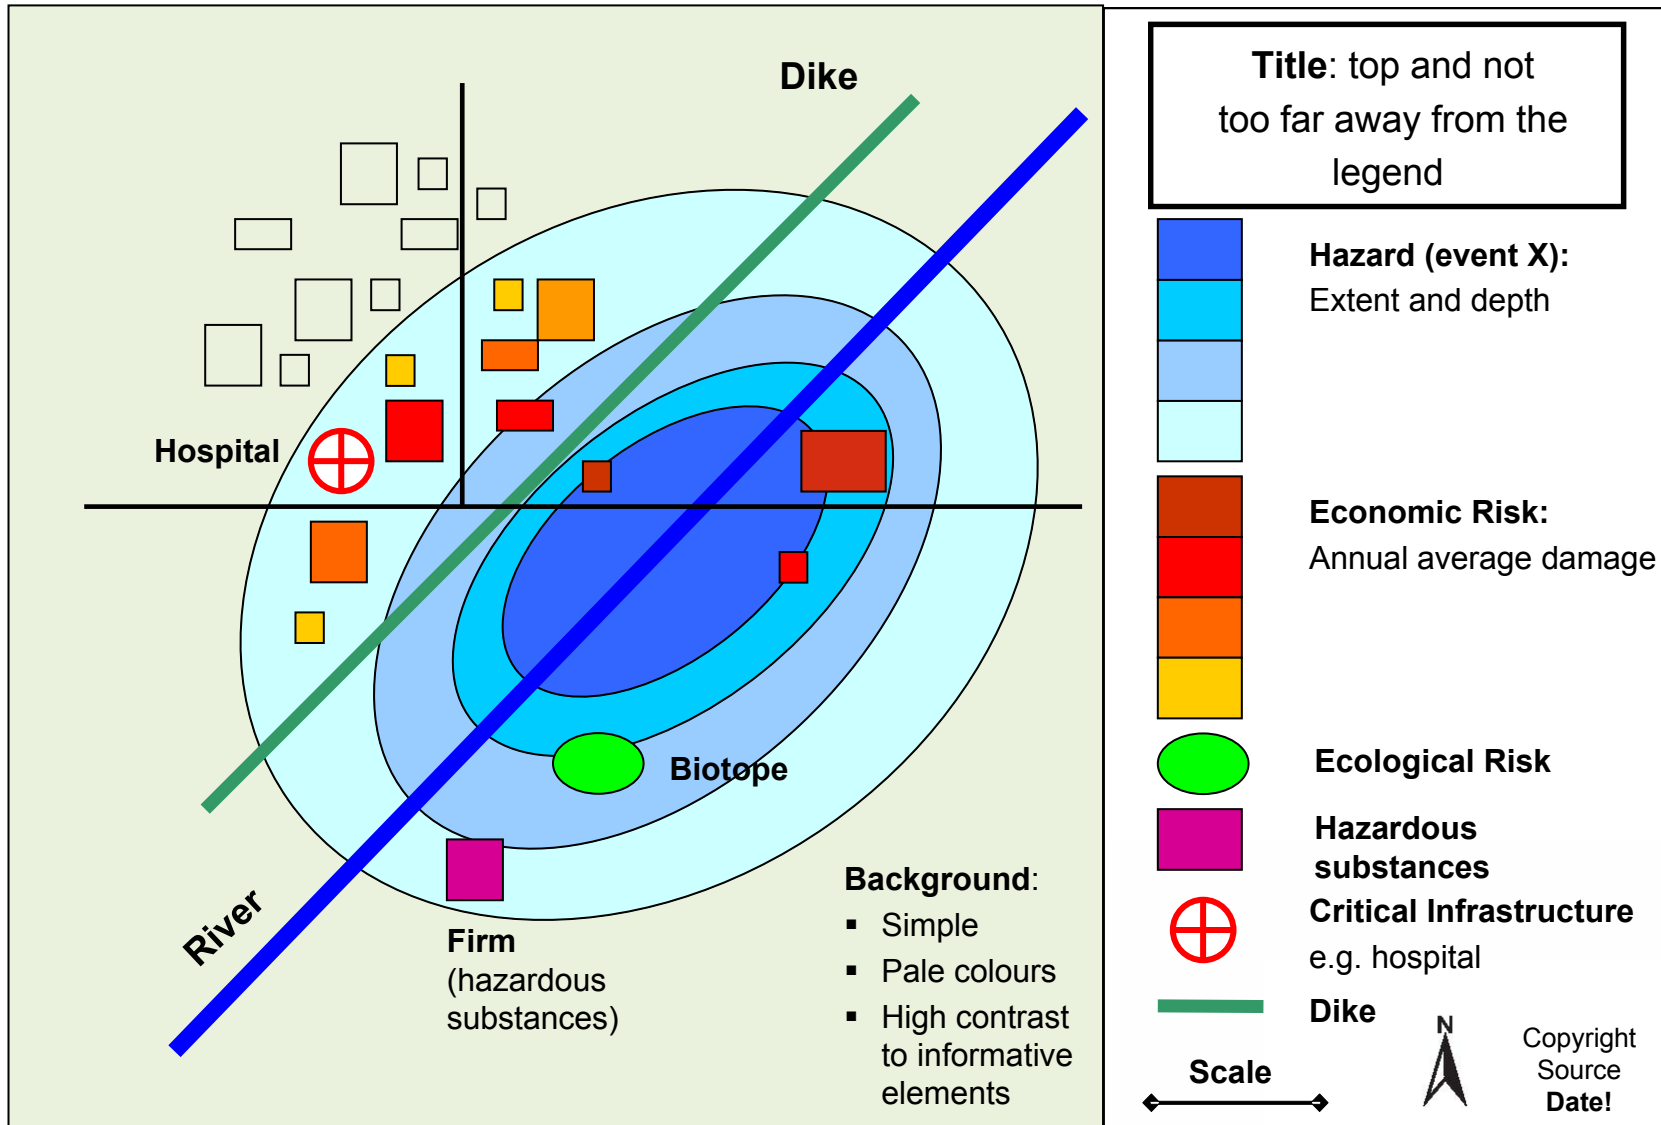 Dike
Hospital
Biotope
River
Firm
(hazardous
substances)
Background:
▪ Simple
▪ Pale colours
▪ High contrast
to informative
elements
Title: top and not
too far away from the
legend
Hazard (event X):
Extent and depth
Economic Risk:
Annual average damage
Ecological Risk
Hazardous
substances
Critical Infrastructure
e.g. hospital
Dike
Scale
N
Copyright
Source
Date!